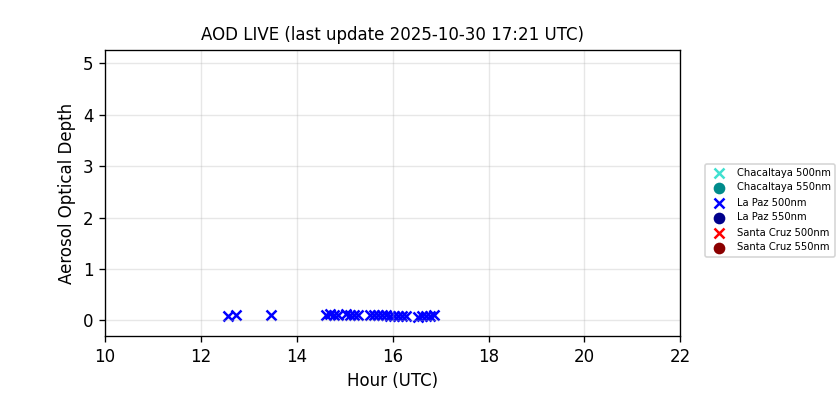 AOD LIVE (last update 2025-10-30 17:21 UTC)
5
4
3
2
1
0
Aerosol Optical Depth
10 12 14 16 18 20 22
Hour (UTC)
Chacaltaya 500nm
Chacaltaya 550nm
La Paz 500nm
La Paz 550nm
Santa Cruz 500nm
Santa Cruz 550nm